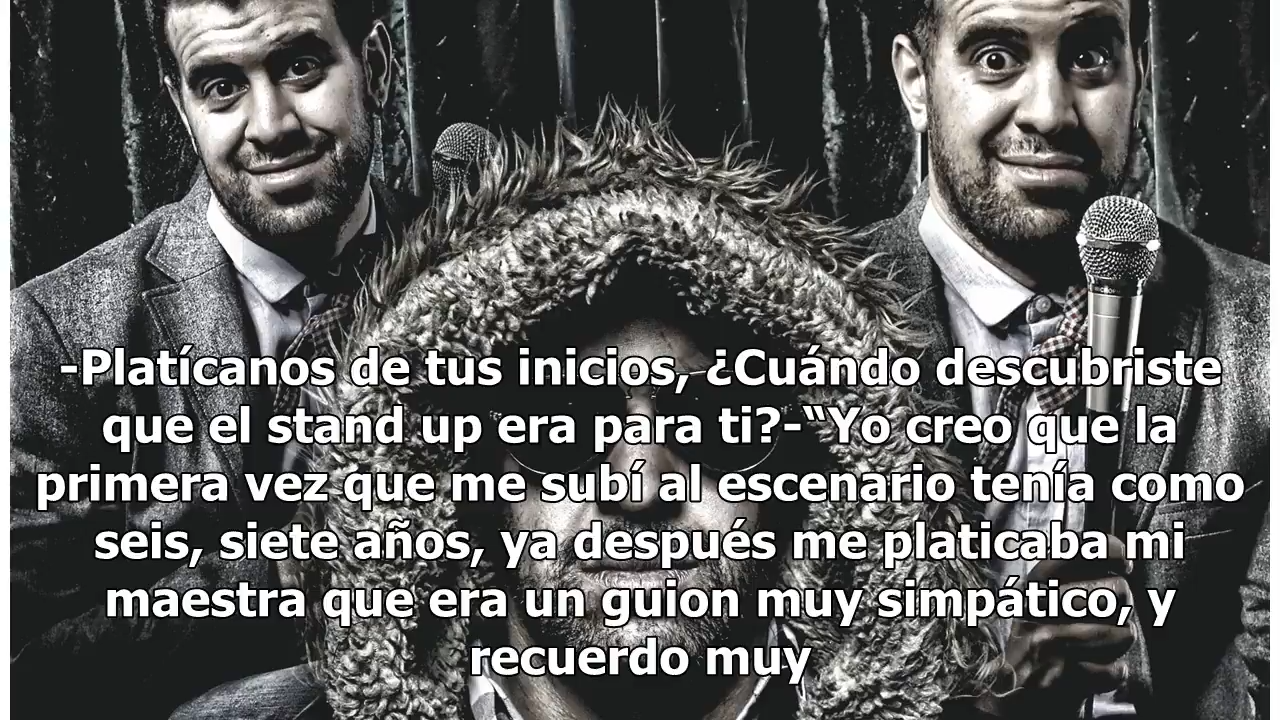 -Platícanos de tus inicios, ¿Cuándo descubriste
que el stand up era para ti?-“Yo creo que la
primera vez que me subí al escenario tenía como
seis, siete años, ya después me platicaba mi
maestra que era un guion muy simpático, y
recuerdo muy